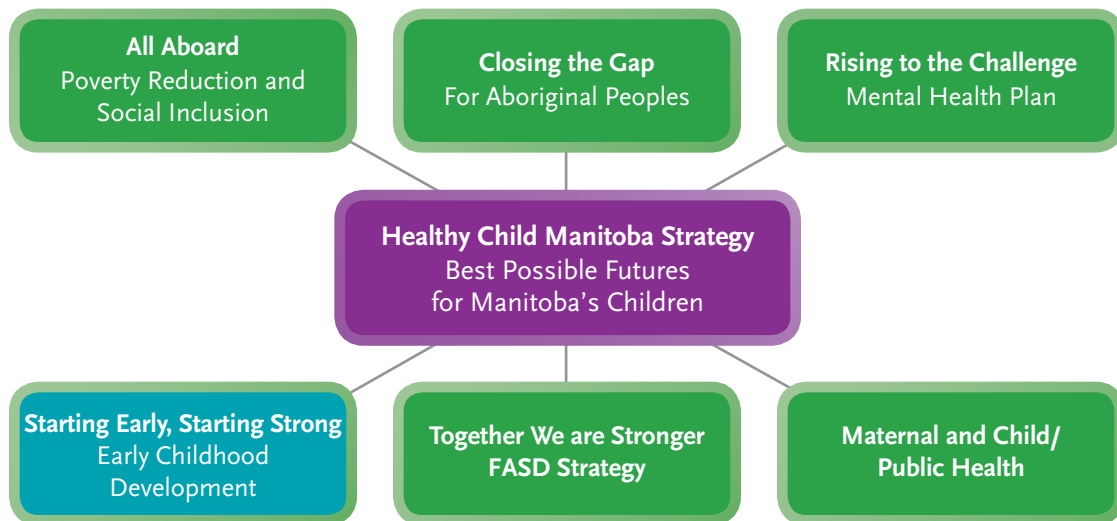 All Aboard
Poverty Reduction and
Social Inclusion
Closing the Gap
For Aboriginal Peoples
Rising to the Challenge
Mental Health Plan
Healthy Child Manitoba Strategy
Best Possible Futures
for Manitoba’s Children
Starting Early, Starting Strong
Early Childhood
Development
Together We are Stronger
FASD Strategy
Maternal and Child/
Public Health